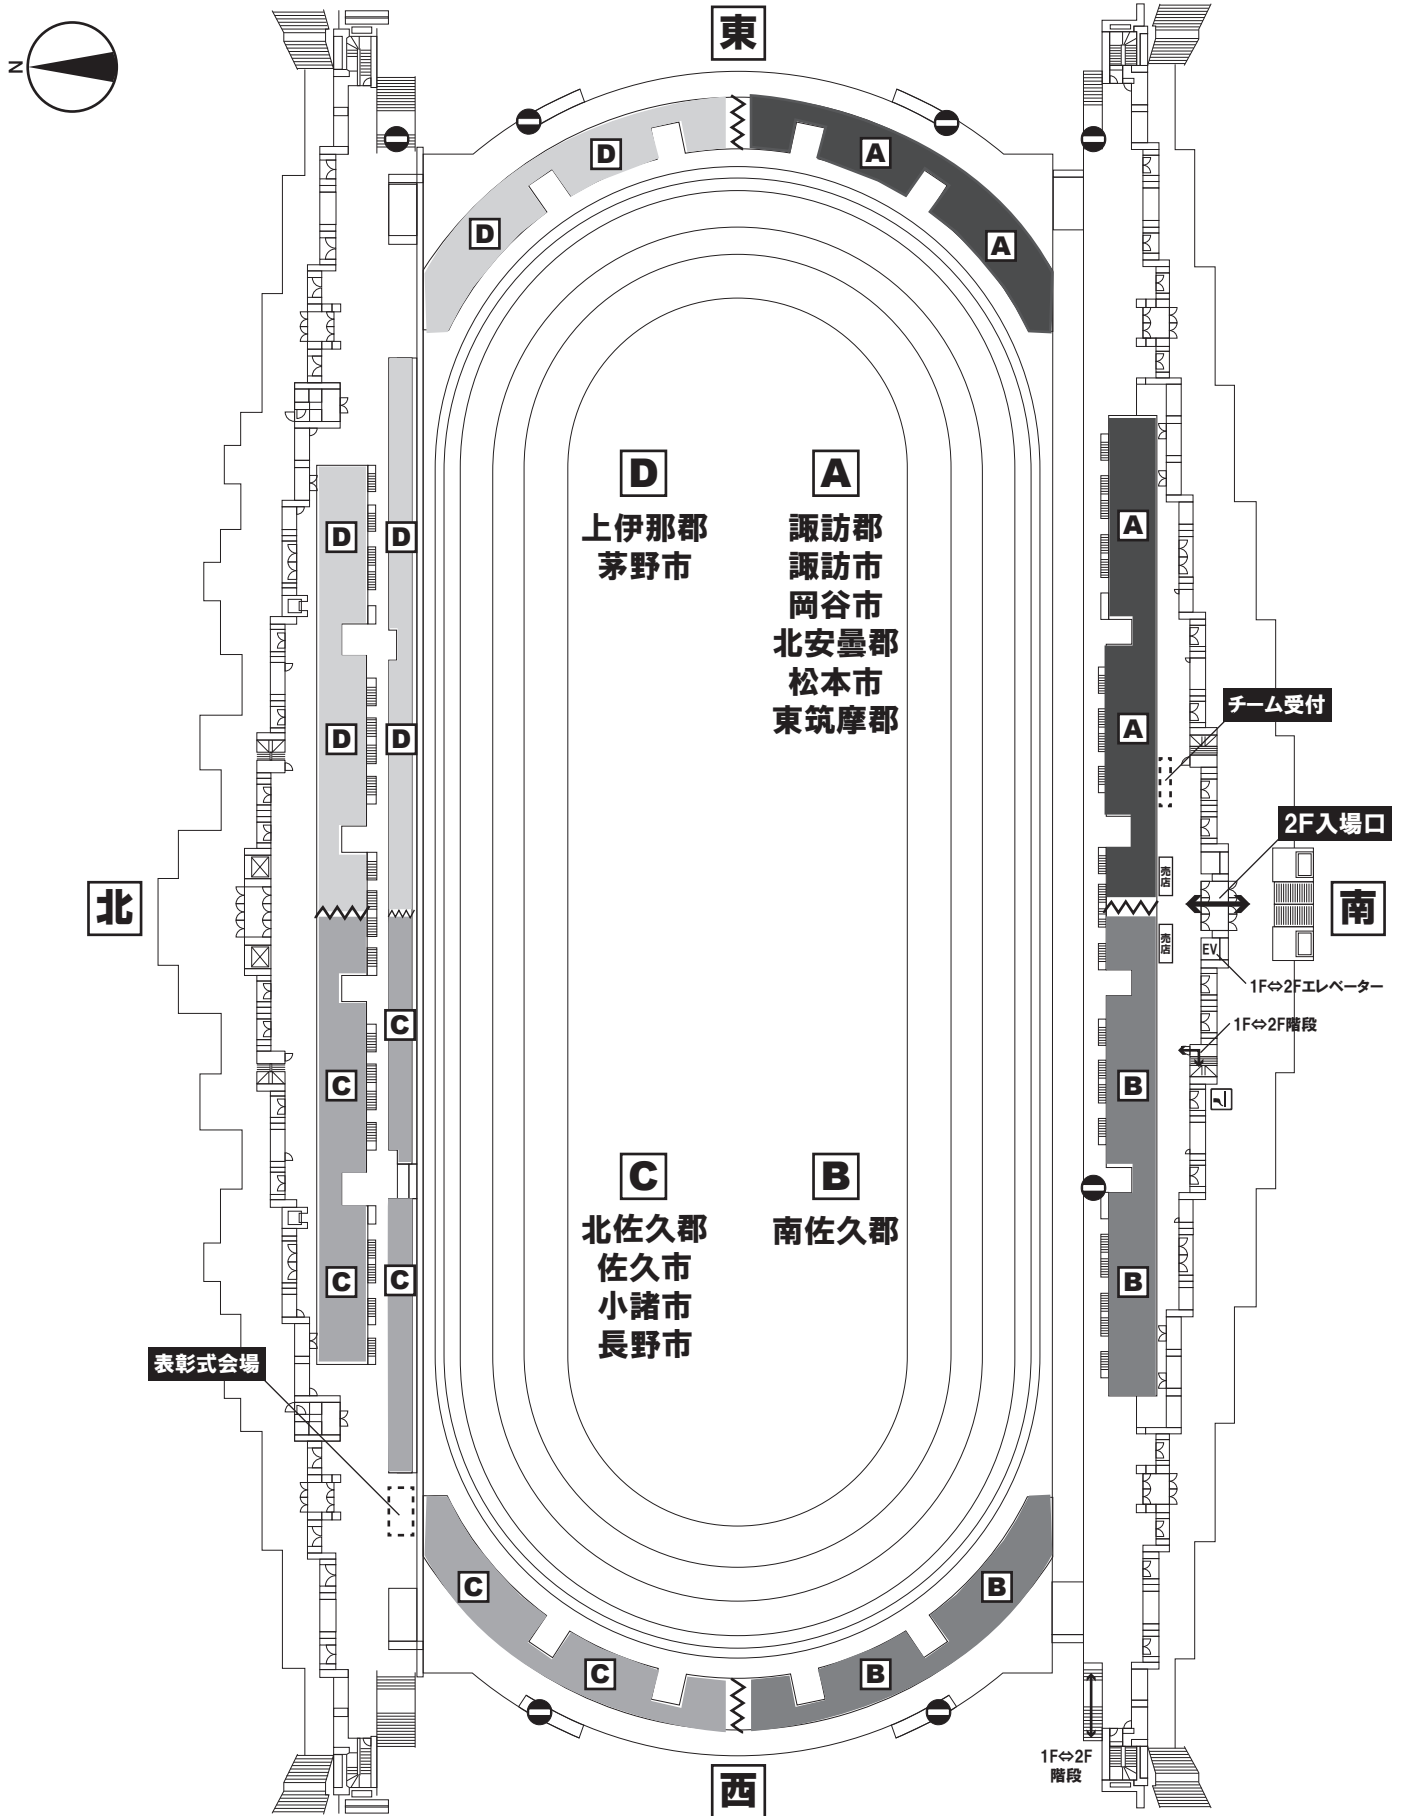 東
N
D
A
D
A
D
上伊那郡
茅野市
A
諏訪郡
諏訪市
岡谷市
北安曇郡
松本市
東筑摩郡
D
D
A
D
D
A
チーム受付
2F入場口
売店
北
南
売店
EV
1F⇔2Fエレベーター
C
1F⇔2F階段
C
B
C
北佐久郡
佐久市
小諸市
長野市
B
南佐久郡
C
C
B
表彰式会場
C
B
C
B
1F⇔2F
階段
西